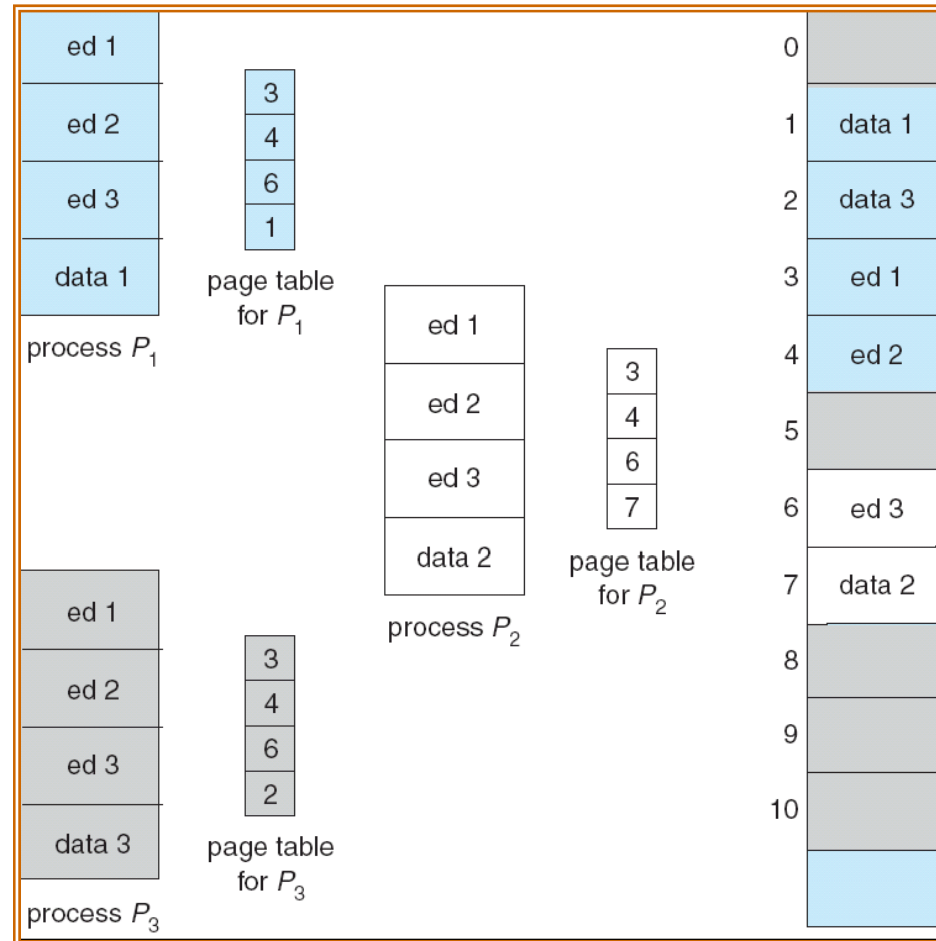 ed 1
ed 2
ed 3
data 1
process P1
3
4
6
1
page table
for P1
ed 1
ed 2
ed 3
data 2
process P2
3
4
6
7
page table
for P2
ed 1
ed 2
ed 3
data 3
process P3
3
4
6
2
page table
for P3
0
1 data 1
2 data 3
3 ed 1
4 ed 2
5
6 ed 3
7 data 2
8
9
10